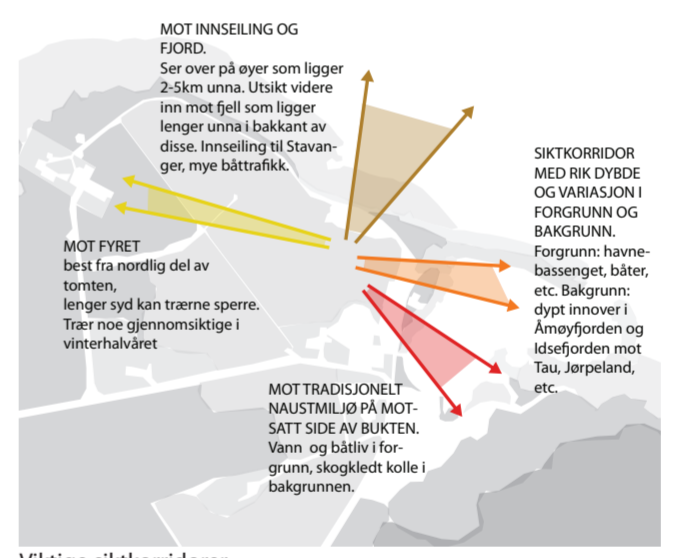 MOT INNSEILING OG
FJORD.
Ser over på øyer som ligger
2-5km unna. Utsikt videre
inn mot fjell som ligger
lenger unna i bakkant av
disse. Innseiling til Stavan-
ger, mye båttrafikk.
SIKTKORRIDOR
MED RIK DYBDE
OG VARIASJON I
FORGRUNN OG
BAKGRUNN.
Forgrunn: havne-
bassenget, båter,
etc. Bakgrunn:
dypt innover i
Åmøyfjorden og
Idsefjorden mot
Tau, Jørpeland,
etc.
MOT FYRET
best fra nordlig del av
tomten,
lenger syd kan trærne sperre.
Trær noe gjennomsiktige i
vinterhalvåret
MOT TRADISJONELT
NAUSTMILJØ PÅ MOT-
SATT SIDE AV BUKTEN.
Vann og båtliv i for-
grunn, skogkledt kolle i
bakgrunnen.
Viktige siktkorridorer